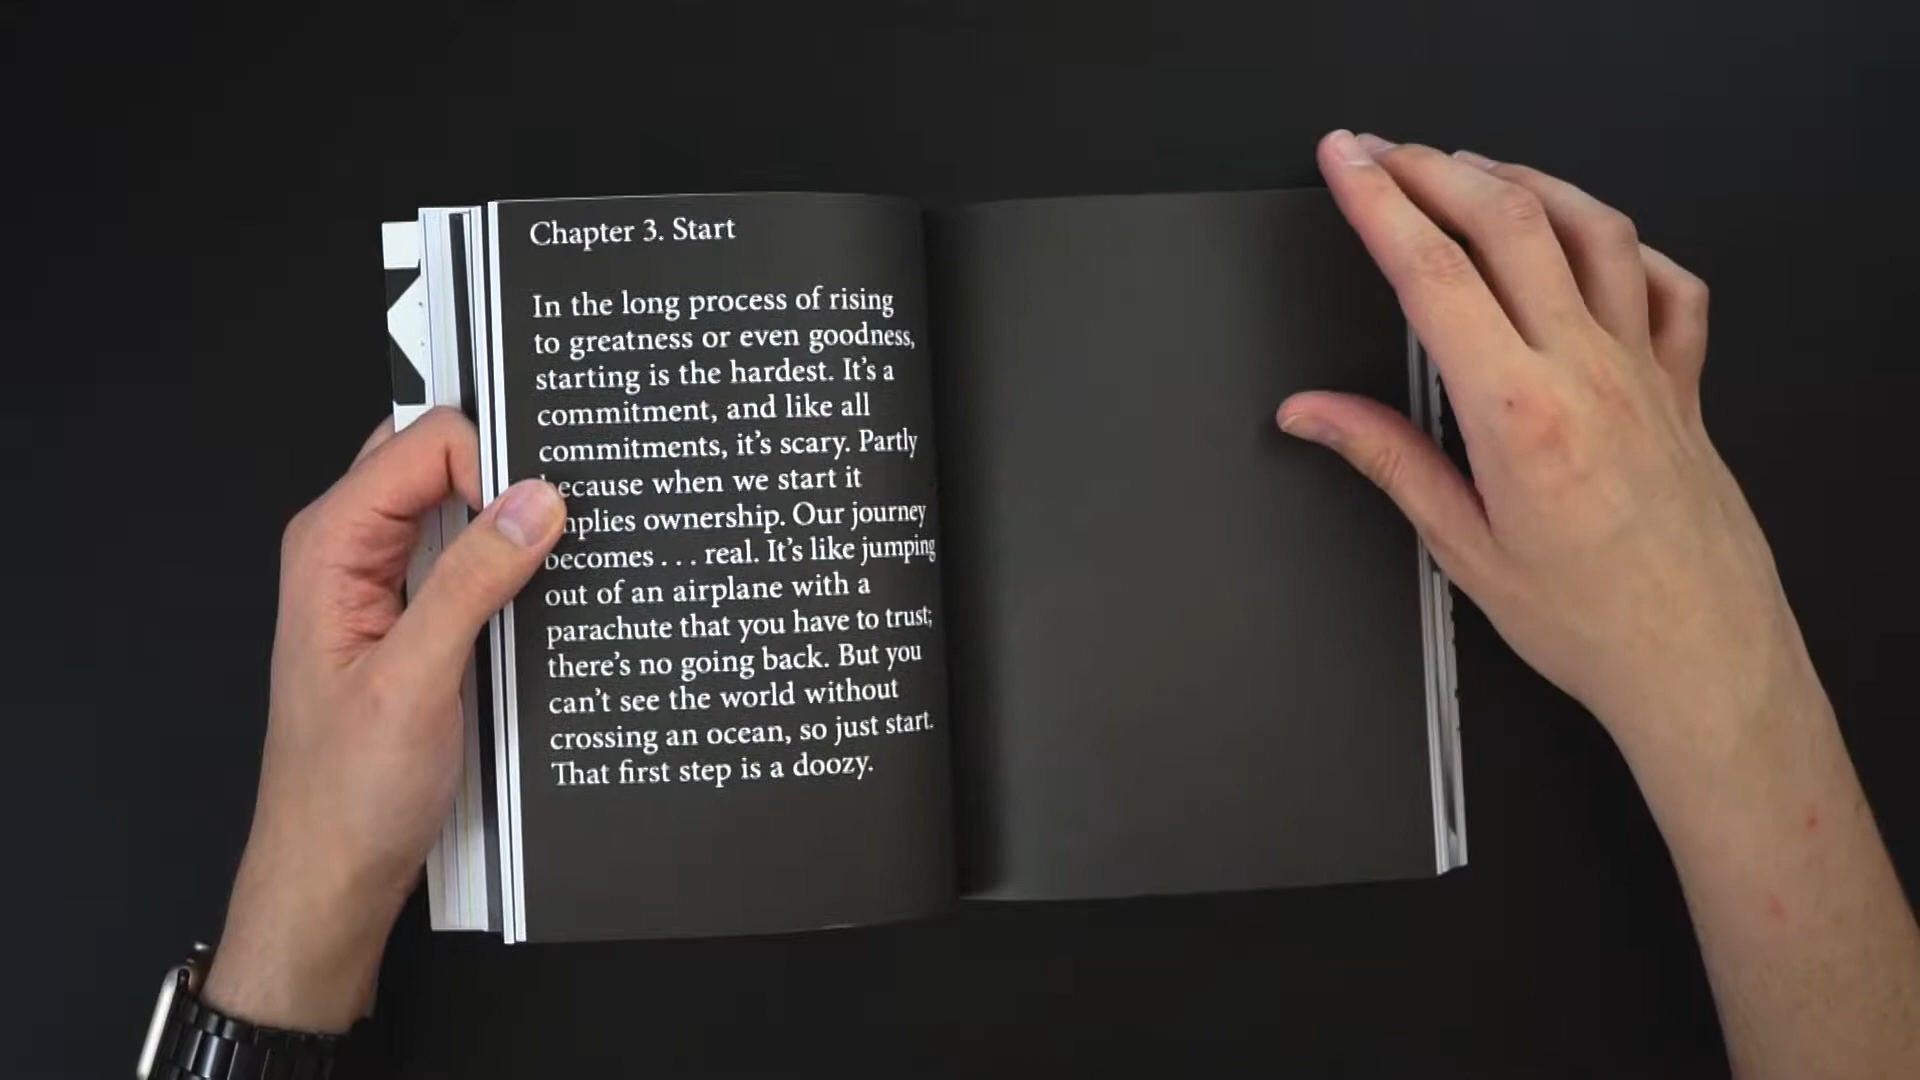 Chapter 3. Start
In the long process of rising
to greatness or even goodness,
starting is the hardest. It’s a
commitment, and like all
commitments, it’s scary. Partly
because when we start it
implies ownership. Our journey
becomes . . . real. It’s like jumping
out of an airplane with a
parachute that you have to trust;
there’s no going back. But you
can’t see the world without
crossing an ocean, so just start.
That first step is a doozy.